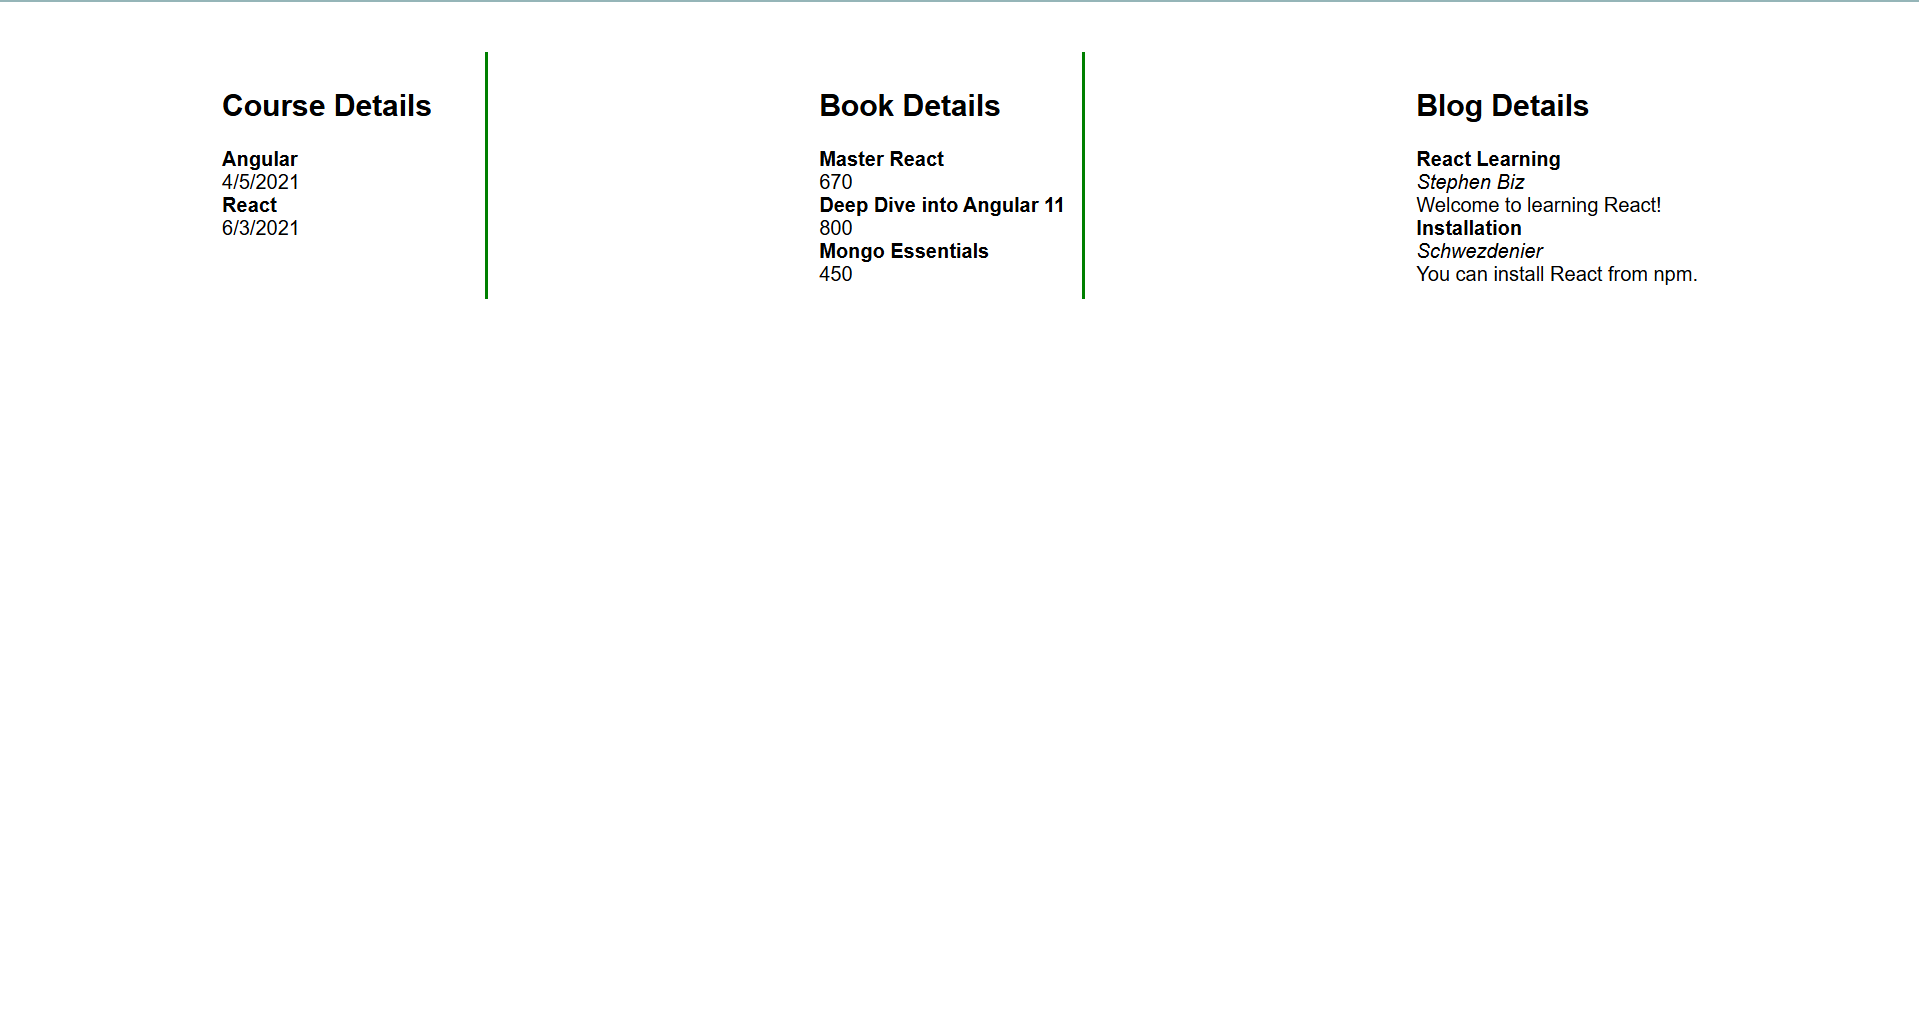 Course Details
Angular
4/5/2021
React
6/3/2021
Book Details
Master React
670
Deep Dive into Angular 11
800
Mongo Essentials
450
Blog Details
React Learning
Stephen Biz
Welcome to learning React!
Installation
Schwezdenier
You can install React from npm.